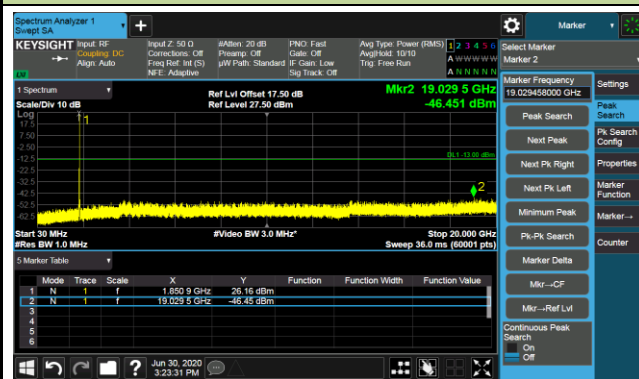 Spectrum Analyzer 1
Swept SA
KEYSIGHT
Input: RF
Coupling: DC
Align: Auto
Input Z: 50 Ω
Corrections: Off
Freq Ref: Int (S)
NFE: Adaptive
#Atten: 20 dB
Preamp: Off
µW Path: Standard
PNO: Fast
Gate: Off
IF Gain: Low
Sig Track: Off
Avg Type: Power (RMS)
Avg|Hold: 10/10
Trig: Free Run
1 2 3 4 5 6
A W W W W W
A N N N N N
LXI
1 Spectrum
Scale/Div 10 dB
Ref Lvl Offset 17.50 dB
Ref Level 27.50 dBm
Mkr2 19.029 5 GHz
-46.451 dBm
Log
17.5
7.50
-2.50
-12.5
-22.5
-32.5
-42.5
-52.5
-62.5
1
DL1 -13.00 dBm
2
Start 30 MHz
#Video BW 3.0 MHz*
Stop 20.000 GHz
#Res BW 1.0 MHz
Sweep 36.0 ms (60001 pts)
5 Marker Table
Mode Trace Scale X Y Function Function Width Function Value
1 N 1 f 1.850 9 GHz 26.16 dBm
2 N 1 f 19.029 5 GHz -46.45 dBm
3
4
5
6
Jun 30, 2020
3:23:31 PM
Marker
Select Marker
Marker 2
Marker Frequency
19.029458000 GHz
Peak Search
Next Peak
Next Pk Right
Next Pk Left
Minimum Peak
Pk-Pk Search
Marker Delta
Mkr→CF
Mkr→Ref Lvl
Continuous Peak
Search
On
Off
Settings
Peak
Search
Pk Search
Config
Properties
Marker
Function
Marker→
Counter